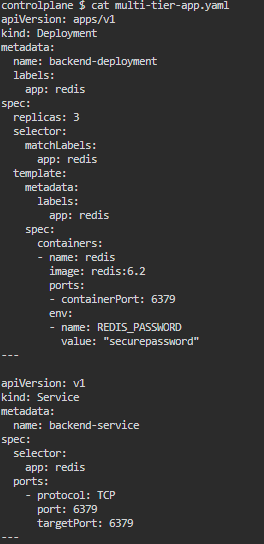 controlplane $ cat multi-tier-app.yaml
apiVersion: apps/v1
kind: Deployment
metadata:
  name: backend-deployment
  labels:
    app: redis
spec:
  replicas: 3
  selector:
    matchLabels:
      app: redis
  template:
    metadata:
      labels:
        app: redis
    spec:
      containers:
      - name: redis
        image: redis:6.2
        ports:
        - containerPort: 6379
        env:
        - name: REDIS_PASSWORD
          value: "securepassword"
---
apiVersion: v1
kind: Service
metadata:
  name: backend-service
spec:
  selector:
    app: redis
  ports:
    - protocol: TCP
      port: 6379
      targetPort: 6379
---